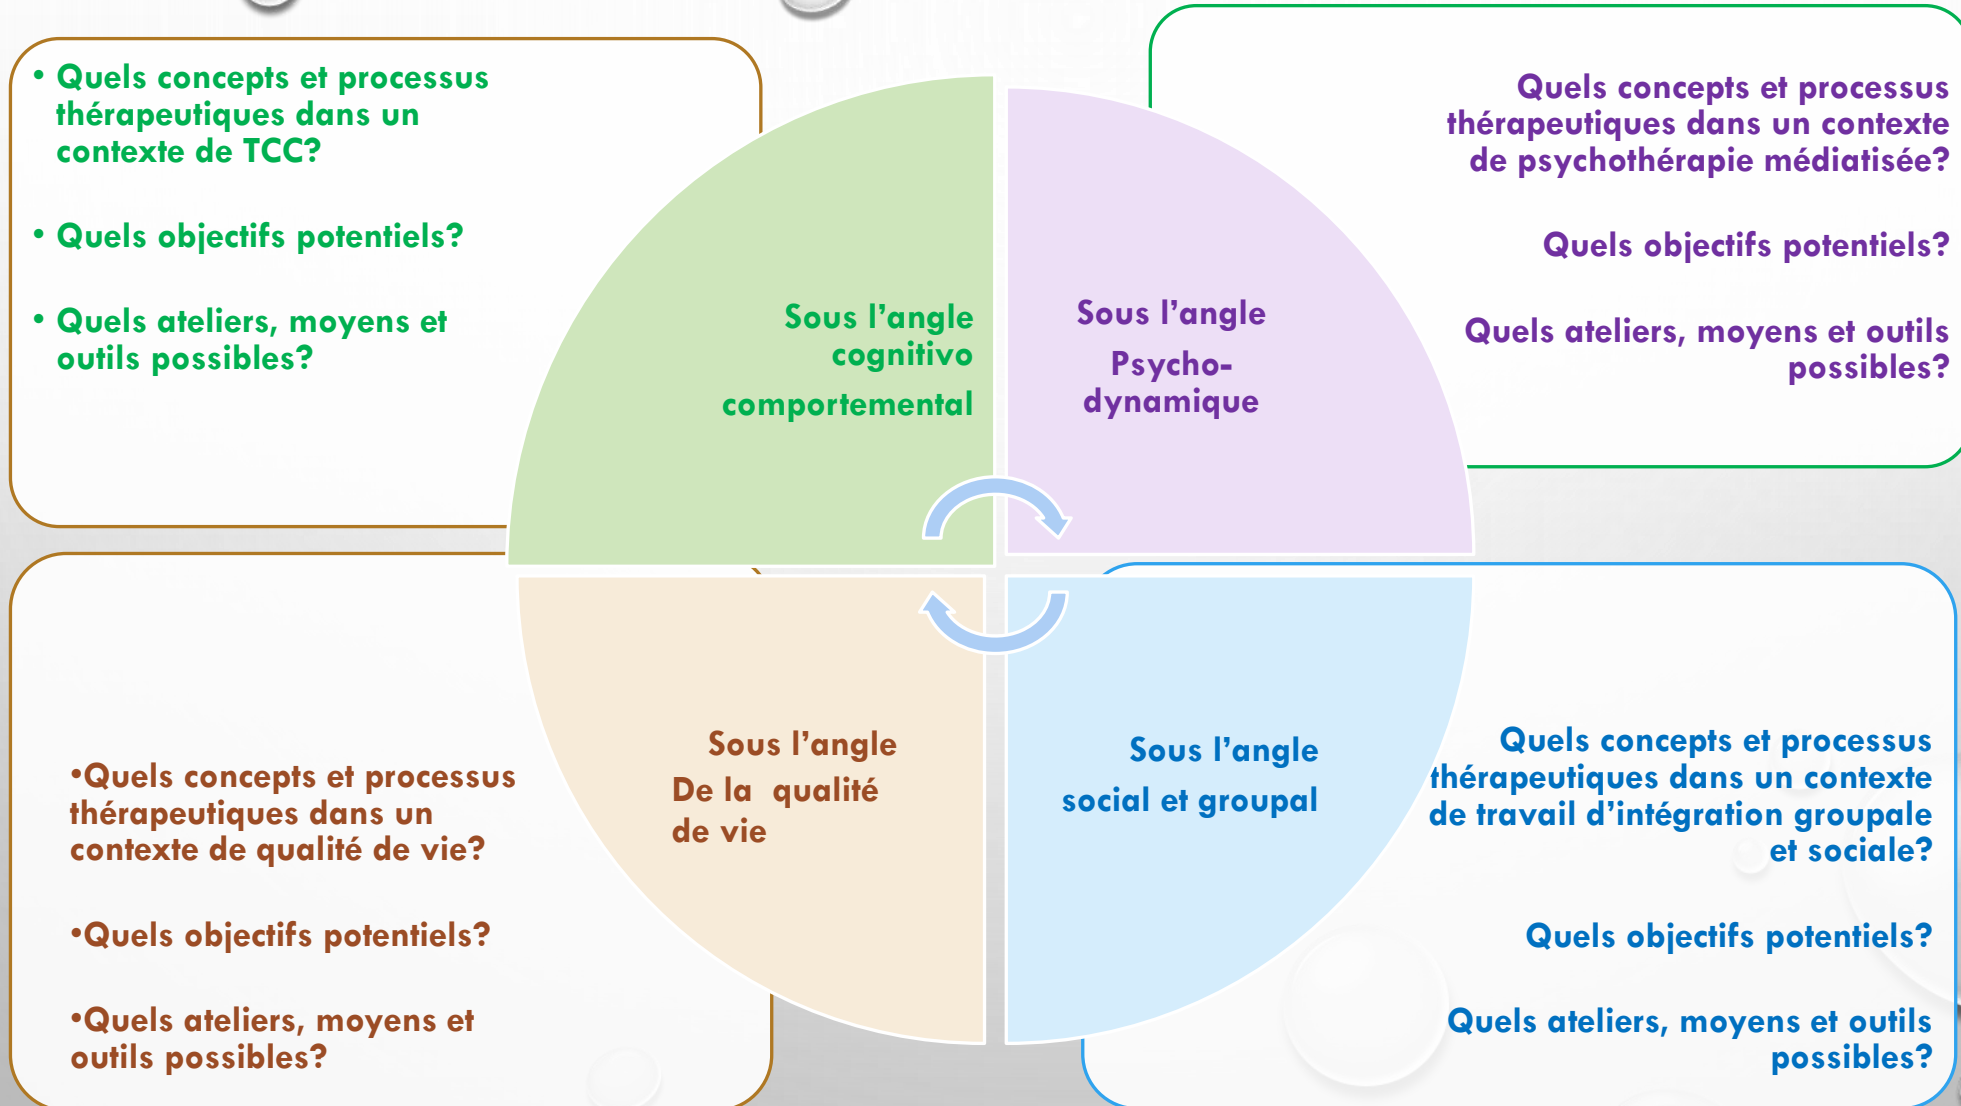 • Quels concepts et processus
thérapeutiques dans un
contexte de TCC?
• Quels objectifs potentiels?
• Quels ateliers, moyens et
outils possibles?
Sous l’angle
cognitivo
comportemental
Sous l’angle
Psycho-
dynamique
Quels concepts et processus
thérapeutiques dans un contexte
de psychothérapie médiatisée?
Quels objectifs potentiels?
Quels ateliers, moyens et outils
possibles?
•Quels concepts et processus
thérapeutiques dans un
contexte de qualité de vie?
•Quels objectifs potentiels?
•Quels ateliers, moyens et
outils possibles?
Sous l’angle
De la  qualité
de vie
Sous l’angle
social et groupal
Quels concepts et processus
thérapeutiques dans un contexte
de travail d’intégration groupale
et sociale?
Quels objectifs potentiels?
Quels ateliers, moyens et outils
possibles?